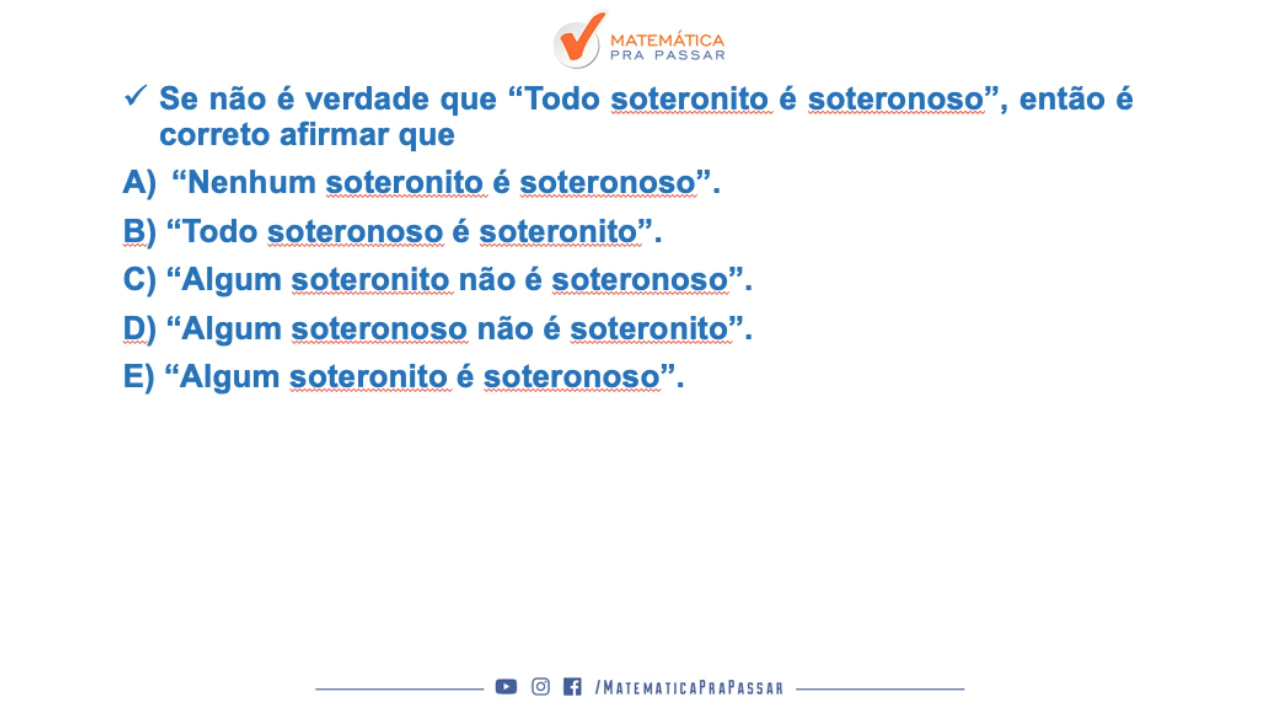 MATEMÁTICA
PRA PASSAR
✓ Se não é verdade que “Todo soteronito é soteronoso”, então é
correto afirmar que
A) “Nenhum soteronito é soteronoso”.
B) “Todo soteronoso é soteronito”.
C) “Algum soteronito não é soteronoso”.
D) “Algum soteronoso não é soteronito”.
E) “Algum soteronito é soteronoso”.
/MATEMATICAPRAPASSAR